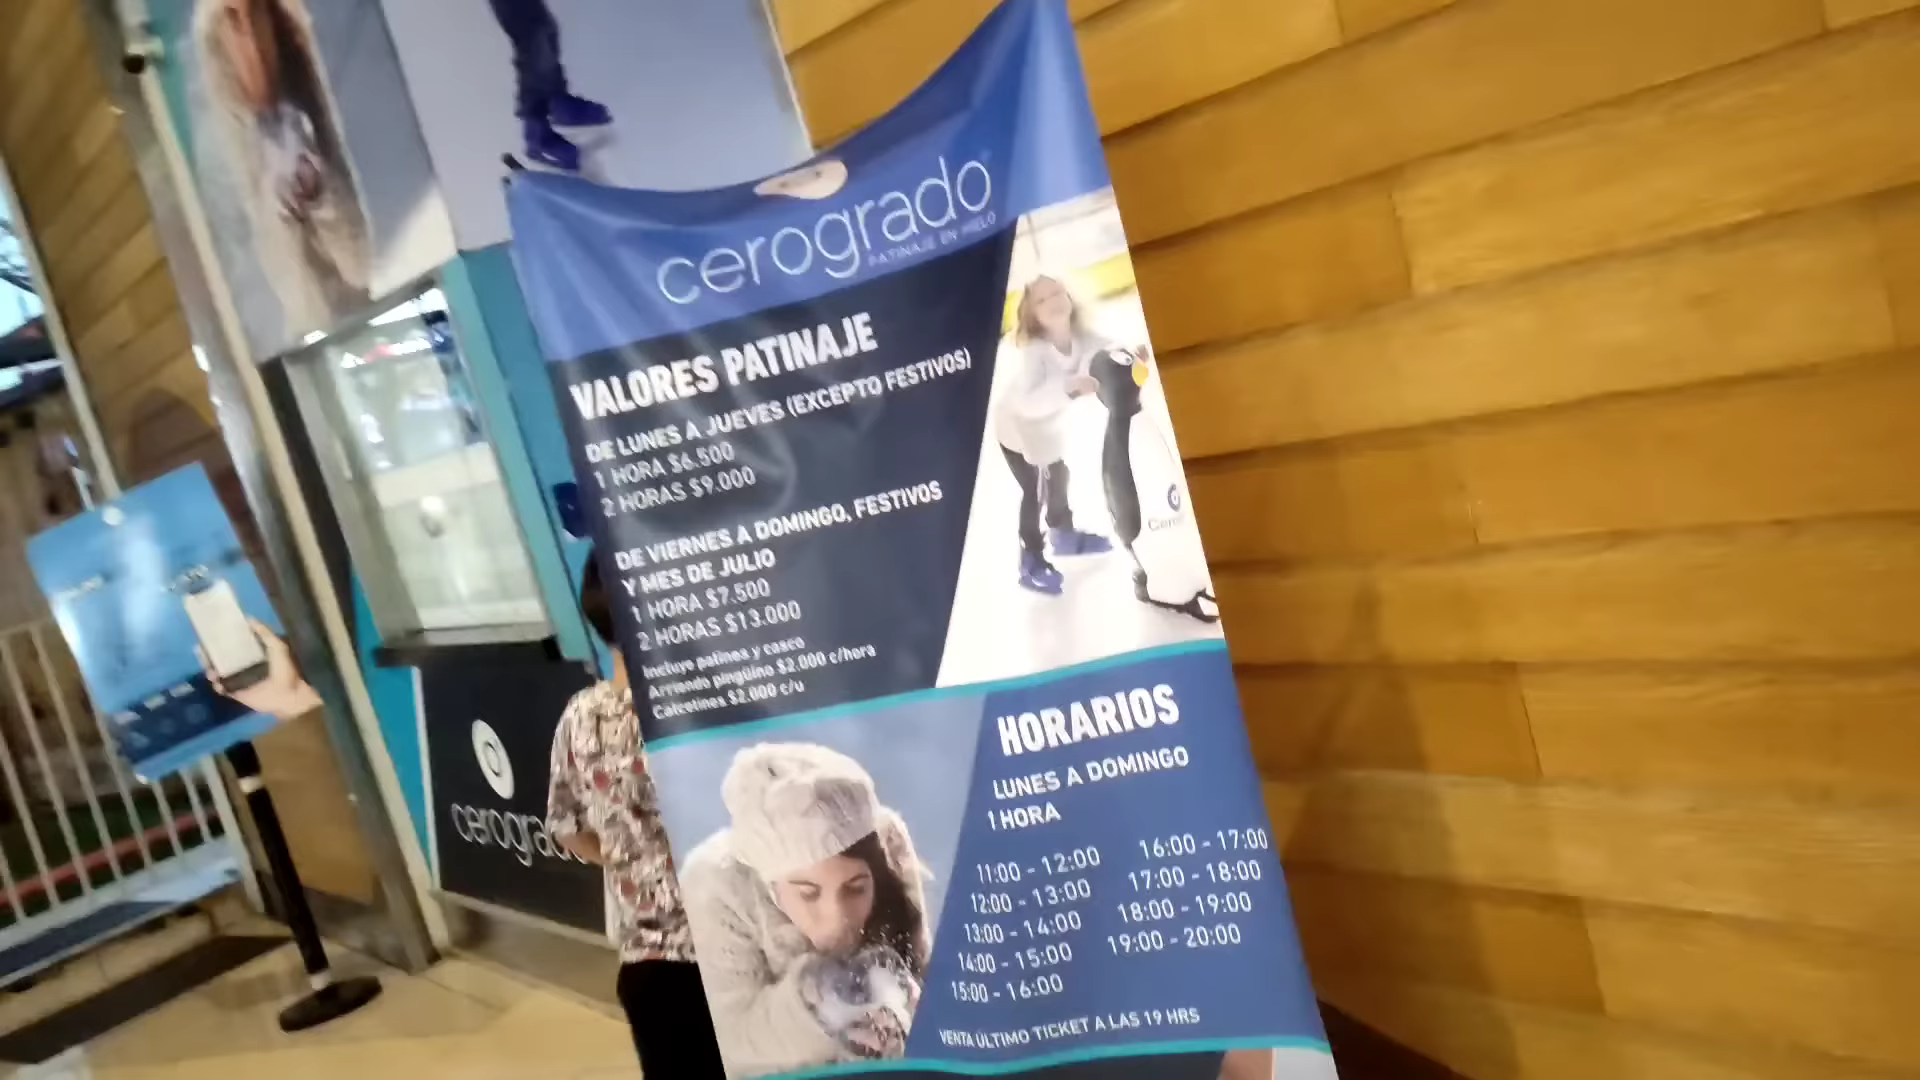 cerogrado
PATINAJE EN HIELO
VALORES PATINAJE
DE LUNES A JUEVES (EXCEPTO FESTIVOS)
1 HORA $6.500
2 HORAS $9.000
DE VIERNES A DOMINGO, FESTIVOS
Y MES DE JULIO
1 HORA $7.500
2 HORAS $13.000
Incluye patines y casco
Arriendo pingüino $2.000 c/hora
Calcetines $2.000 c/u
HORARIOS
LUNES A DOMINGO
1 HORA
11:00 - 12:00 16:00 - 17:00
12:00 - 13:00 17:00 - 18:00
13:00 - 14:00 18:00 - 19:00
14:00 - 15:00 19:00 - 20:00
15:00 - 16:00
VENTA ÚLTIMO TICKET A LAS 19 HRS
cerograd